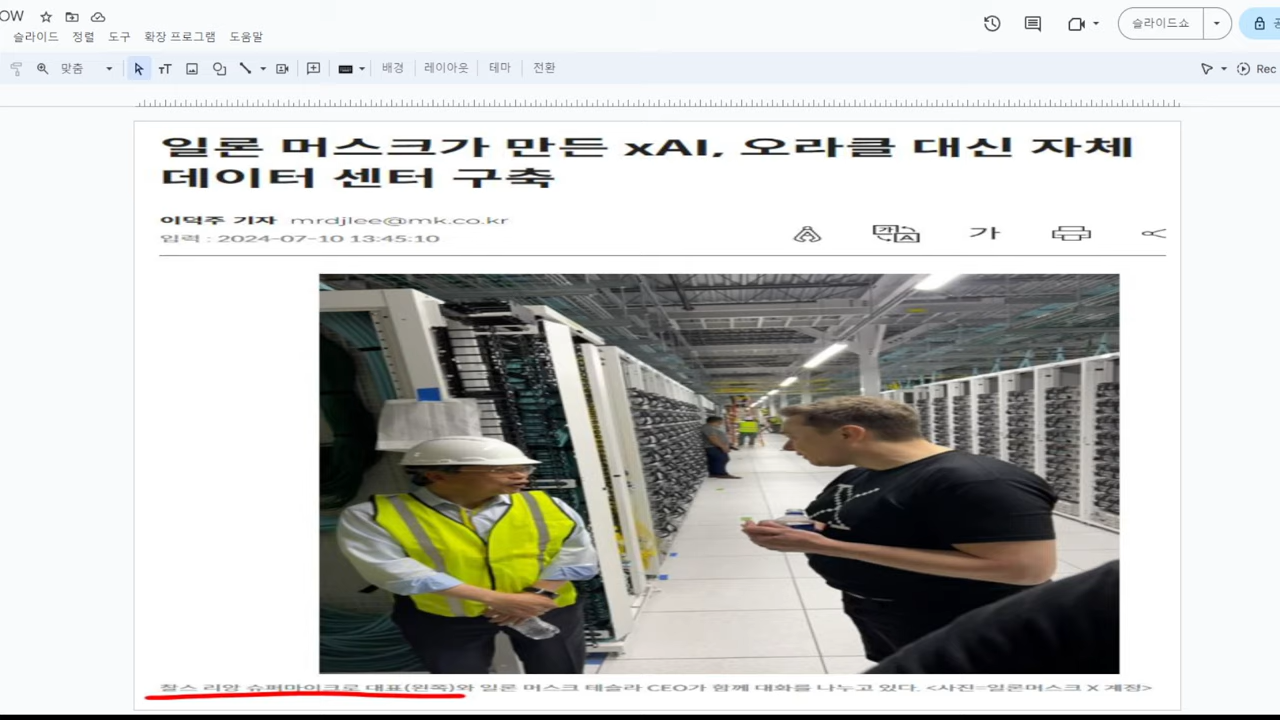 OW
슬라이드 정렬 도구 확장 프로그램 도움말
슬라이드쇼
맞춤 배경 레이아웃 테마 전환 Rec
일론 머스크가 만든 xAI, 오라클 대신 자체
데이터 센터 구축
이덕주 기자 mrdjlee@mk.co.kr
입력 : 2024-07-10 13:45:10
가
찰스 리앙 슈퍼마이크로 대표(왼쪽)와 일론 머스크 테슬라 CEO가 함께 대화를 나누고 있다. <사진=일론머스크 X 계정>